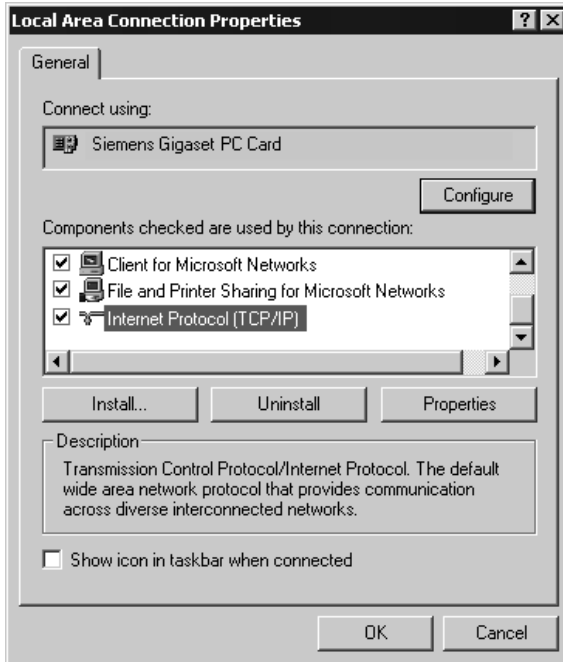 Local Area Connection Properties
General
Connect using:
Siemens Gigaset PC Card
Configure
Components checked are used by this connection:
Client for Microsoft Networks
File and Printer Sharing for Microsoft Networks
Internet Protocol (TCP/IP)
Install...
Uninstall
Properties
Description
Transmission Control Protocol/Internet Protocol. The default
wide area network protocol that provides communication
across diverse interconnected networks.
Show icon in taskbar when connected
OK
Cancel